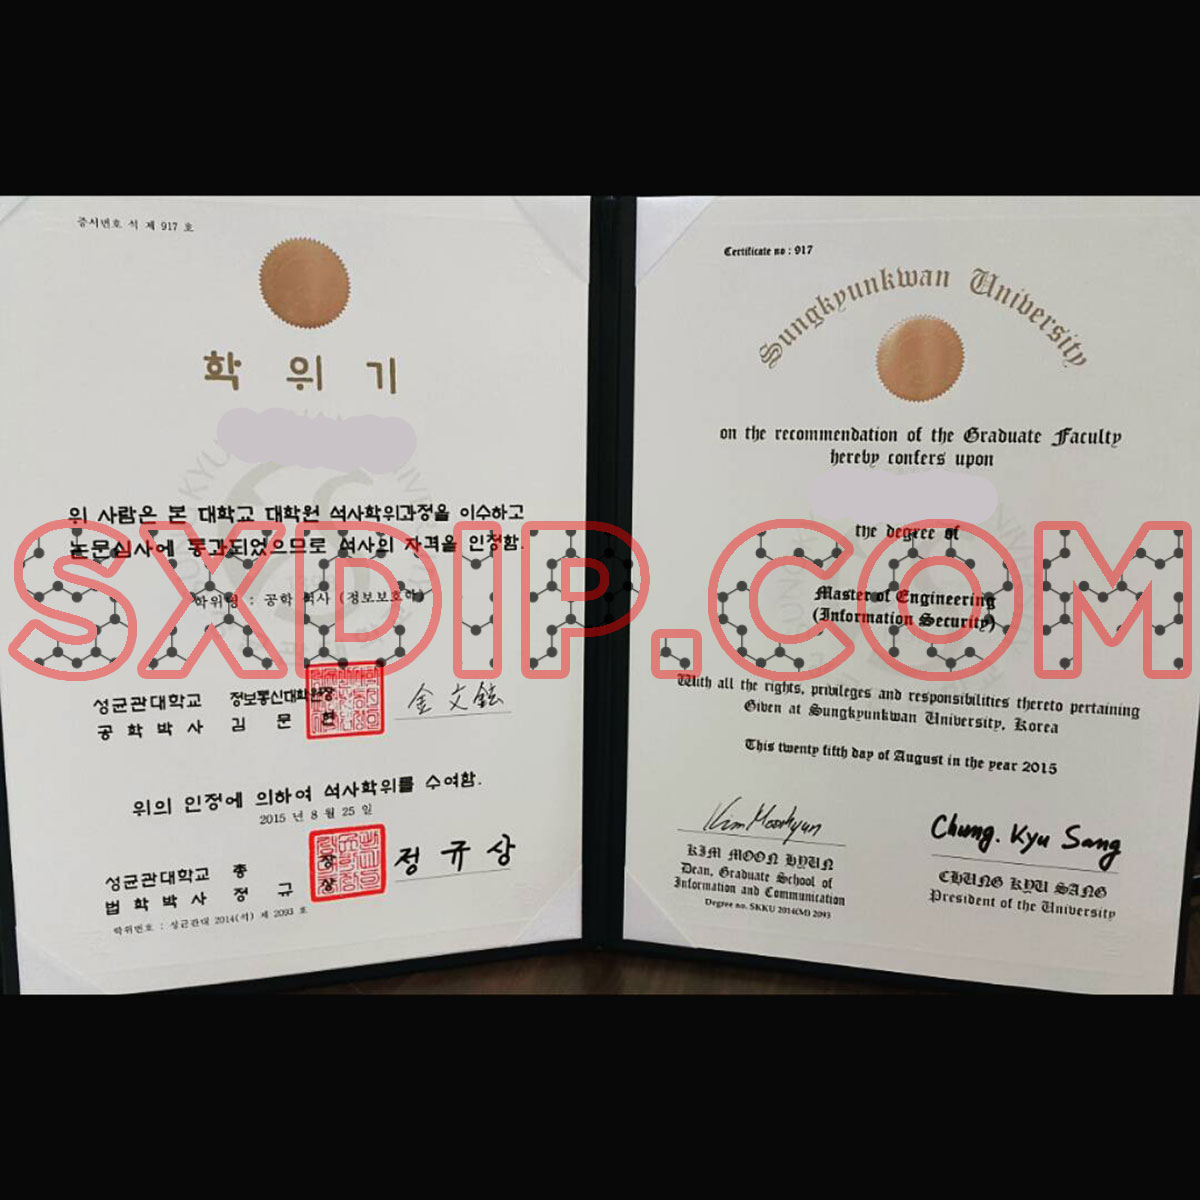 증서번호 석 제 917 호
학 위 기
위 사람은 본 대학교 대학원 석사학위과정을 이수하고
논문심사에 통과되었으므로 석사의 자격을 인정함.
학위명 : 공학 석사 (정보보호학)
성균관대학교 정보통신대학원장
공 학 박 사 김 문 현
金 文 鉉
위의 인정에 의하여 석사학위를 수여함.
2015 년 8 월 25 일
성균관대학교 총 장
법 학 박 사 정 규 상
정 규 상
학위번호 : 성균관대 2014(석) 제 2093 호
Certificate no : 917
Sungkyunkwan University
on the recommendation of the Graduate Faculty
hereby confers upon
the degree of
Master of Engineering
(Information Security)
With all the rights, privileges and responsibilities thereto pertaining
Given at Sungkyunkwan University, Korea
This twenty fifth day of August in the year 2015
Kim Moonhyun
KIM MOON HYUN
Dean, Graduate School of
Information and Communication
Degree no. SKKU 2014(M) 2093
Chung. Kyu Sang
CHUNG KYU SANG
President of the University
SXDIP.COM